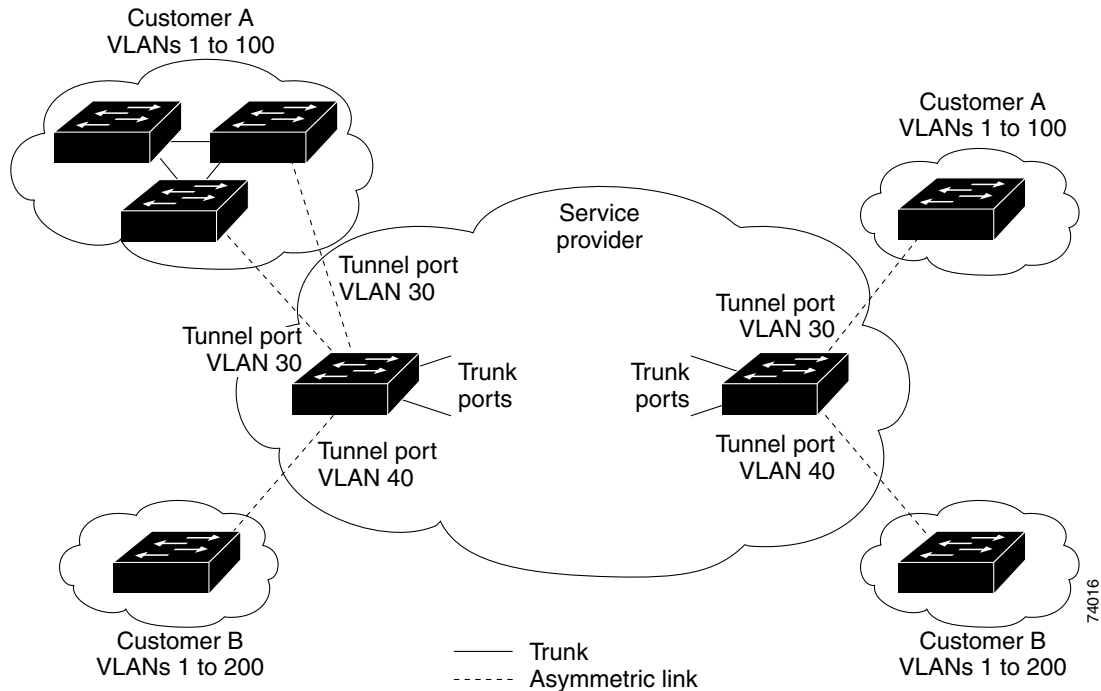 Customer A
VLANs 1 to 100
Customer A
VLANs 1 to 100
Service
provider
Tunnel port
VLAN 30
Tunnel port
VLAN 30
Tunnel port
VLAN 30
Trunk
ports
Trunk
ports
Tunnel port
VLAN 40
Tunnel port
VLAN 40
Customer B
VLANs 1 to 200
Customer B
VLANs 1 to 200
74016
Trunk
Asymmetric link